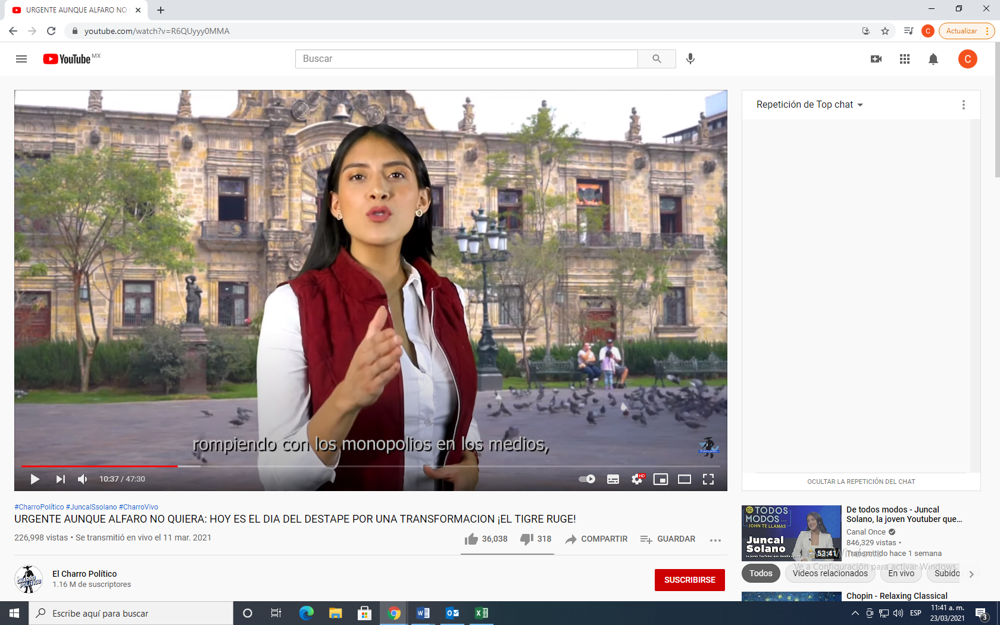 URGENTE AUNQUE ALFARO NO
youtube.com/watch?v=R6QUyyy0MMA
C
Actualizar
YouTube MX
Buscar
C
Repetición de Top chat
rompiendo con los monopolios en los medios,
10:37 / 47:30
HD
OCULTAR LA REPETICIÓN DEL CHAT
#CharroPolítico #JuncalSsolano #CharroVivo
URGENTE AUNQUE ALFARO NO QUIERA: HOY ES EL DIA DEL DESTAPE POR UNA TRANSFORMACION ¡EL TIGRE RUGE!
226,998 vistas • Se transmitió en vivo el 11 mar. 2021
36,038
318
COMPARTIR
GUARDAR
CHARRO POLÍTICO
El Charro Político
1.16 M de suscriptores
SUSCRIBIRSE
DE TODOS
MODOS...
JOHN TE LLAMAS
Juncal
Solano
53:41
De todos modos - Juncal
Solano, la joven Youtuber que...
Canal Once
846,329 vistas •
Transmitido hace 1 semana
Ve a Configuración para activar Windows.
Todos
Videos relacionados
En vivo
Subido
Chopin - Relaxing Classical
Escribe aquí para buscar
ESP
11:41 a. m.
23/03/2021
3